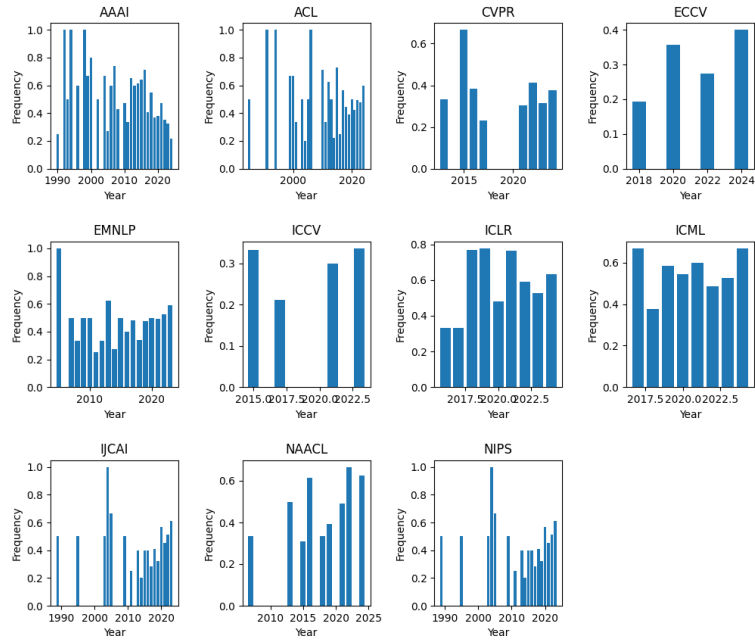 AAAI
ACL
CVPR
ECCV
1.0
0.8
0.6
0.4
0.2
0.0
Frequency
1990 2000 2010 2020
Year
1.0
0.8
0.6
0.4
0.2
0.0
Frequency
2000 2020
Year
0.6
0.4
0.2
0.0
Frequency
2015 2020
Year
0.4
0.3
0.2
0.1
0.0
Frequency
2018 2020 2022 2024
Year
EMNLP
ICCV
ICLR
ICML
1.0
0.8
0.6
0.4
0.2
0.0
Frequency
2010 2020
Year
0.3
0.2
0.1
0.0
Frequency
2015.0 2017.5 2020.0 2022.5
Year
0.8
0.6
0.4
0.2
0.0
Frequency
2017.5 2020.0 2022.5
Year
0.6
0.4
0.2
0.0
Frequency
2017.5 2020.0 2022.5
Year
IJCAI
NAACL
NIPS
1.0
0.8
0.6
0.4
0.2
0.0
Frequency
1990 2000 2010 2020
Year
0.6
0.4
0.2
0.0
Frequency
2010 2015 2020 2025
Year
1.0
0.8
0.6
0.4
0.2
0.0
Frequency
1990 2000 2010 2020
Year